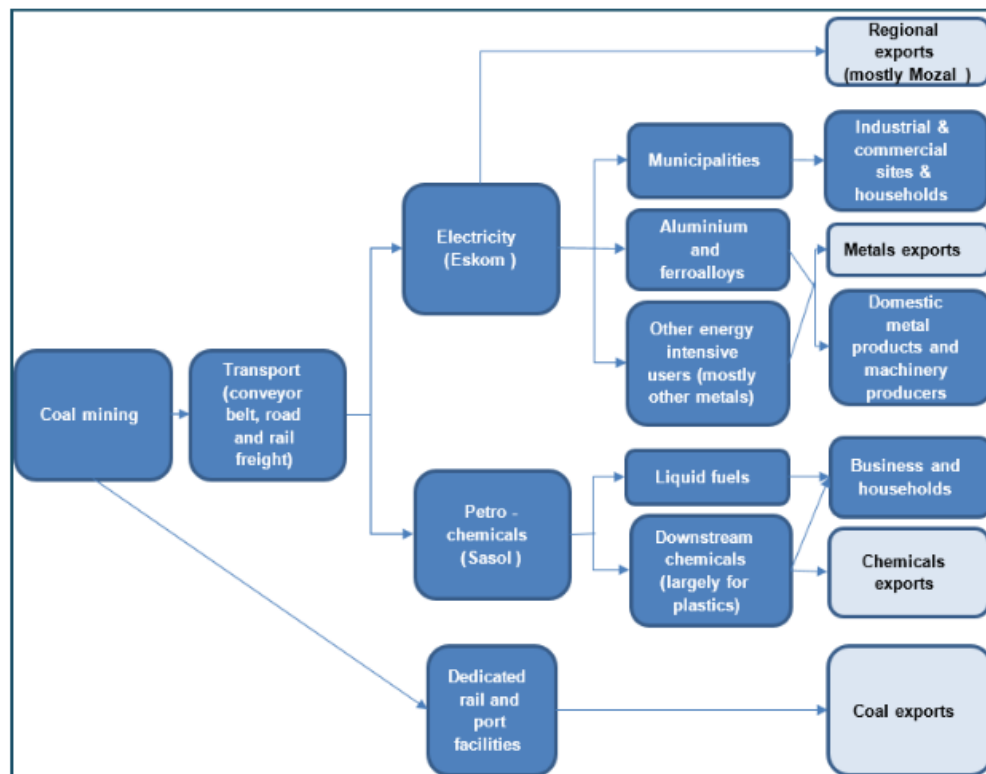 Regional
exports
(mostly Mozal )
Municipalities
Industrial &
commercial
sites &
households
Electricity
(Eskom )
Aluminium
and
ferroalloys
Metals exports
Other energy
intensive
users (mostly
other metals)
Domestic
metal
products and
machinery
producers
Coal mining
Transport
(conveyor
belt, road
and rail
freight)
Liquid fuels
Business and
households
Petro -
chemicals
(Sasol )
Downstream
chemicals
(largely for
plastics)
Chemicals
exports
Dedicated
rail and
port
facilities
Coal exports